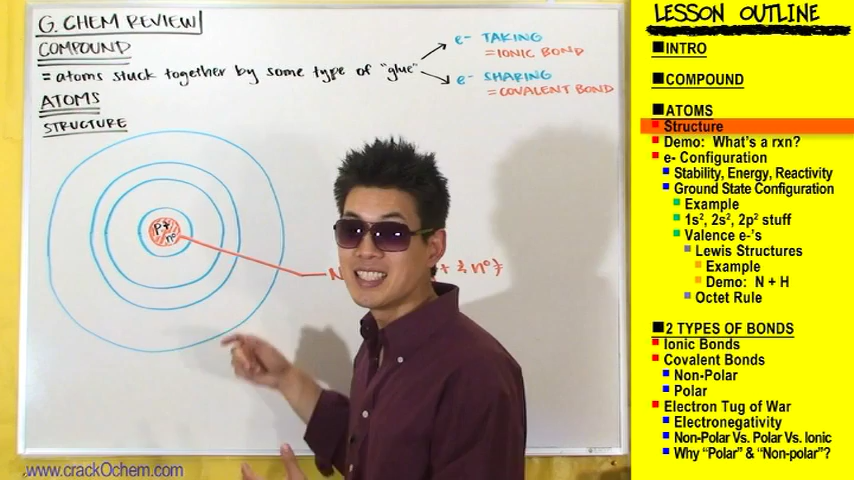 G. CHEM REVIEW
COMPOUND
= atoms stuck together by some type of "glue"
e- TAKING
= IONIC BOND
e- SHARING
= COVALENT BOND
ATOMS
STRUCTURE
p+
n°
N
+ & n°}
www.crackOchem.com
LESSON OUTLINE
INTRO
COMPOUND
ATOMS
Structure
Demo: What's a rxn?
e- Configuration
Stability, Energy, Reactivity
Ground State Configuration
Example
1s², 2s², 2p² stuff
Valence e-'s
Lewis Structures
Example
Demo: N + H
Octet Rule
2 TYPES OF BONDS
Ionic Bonds
Covalent Bonds
Non-Polar
Polar
Electron Tug of War
Electronegativity
Non-Polar Vs. Polar Vs. Ionic
Why "Polar" & "Non-polar"?